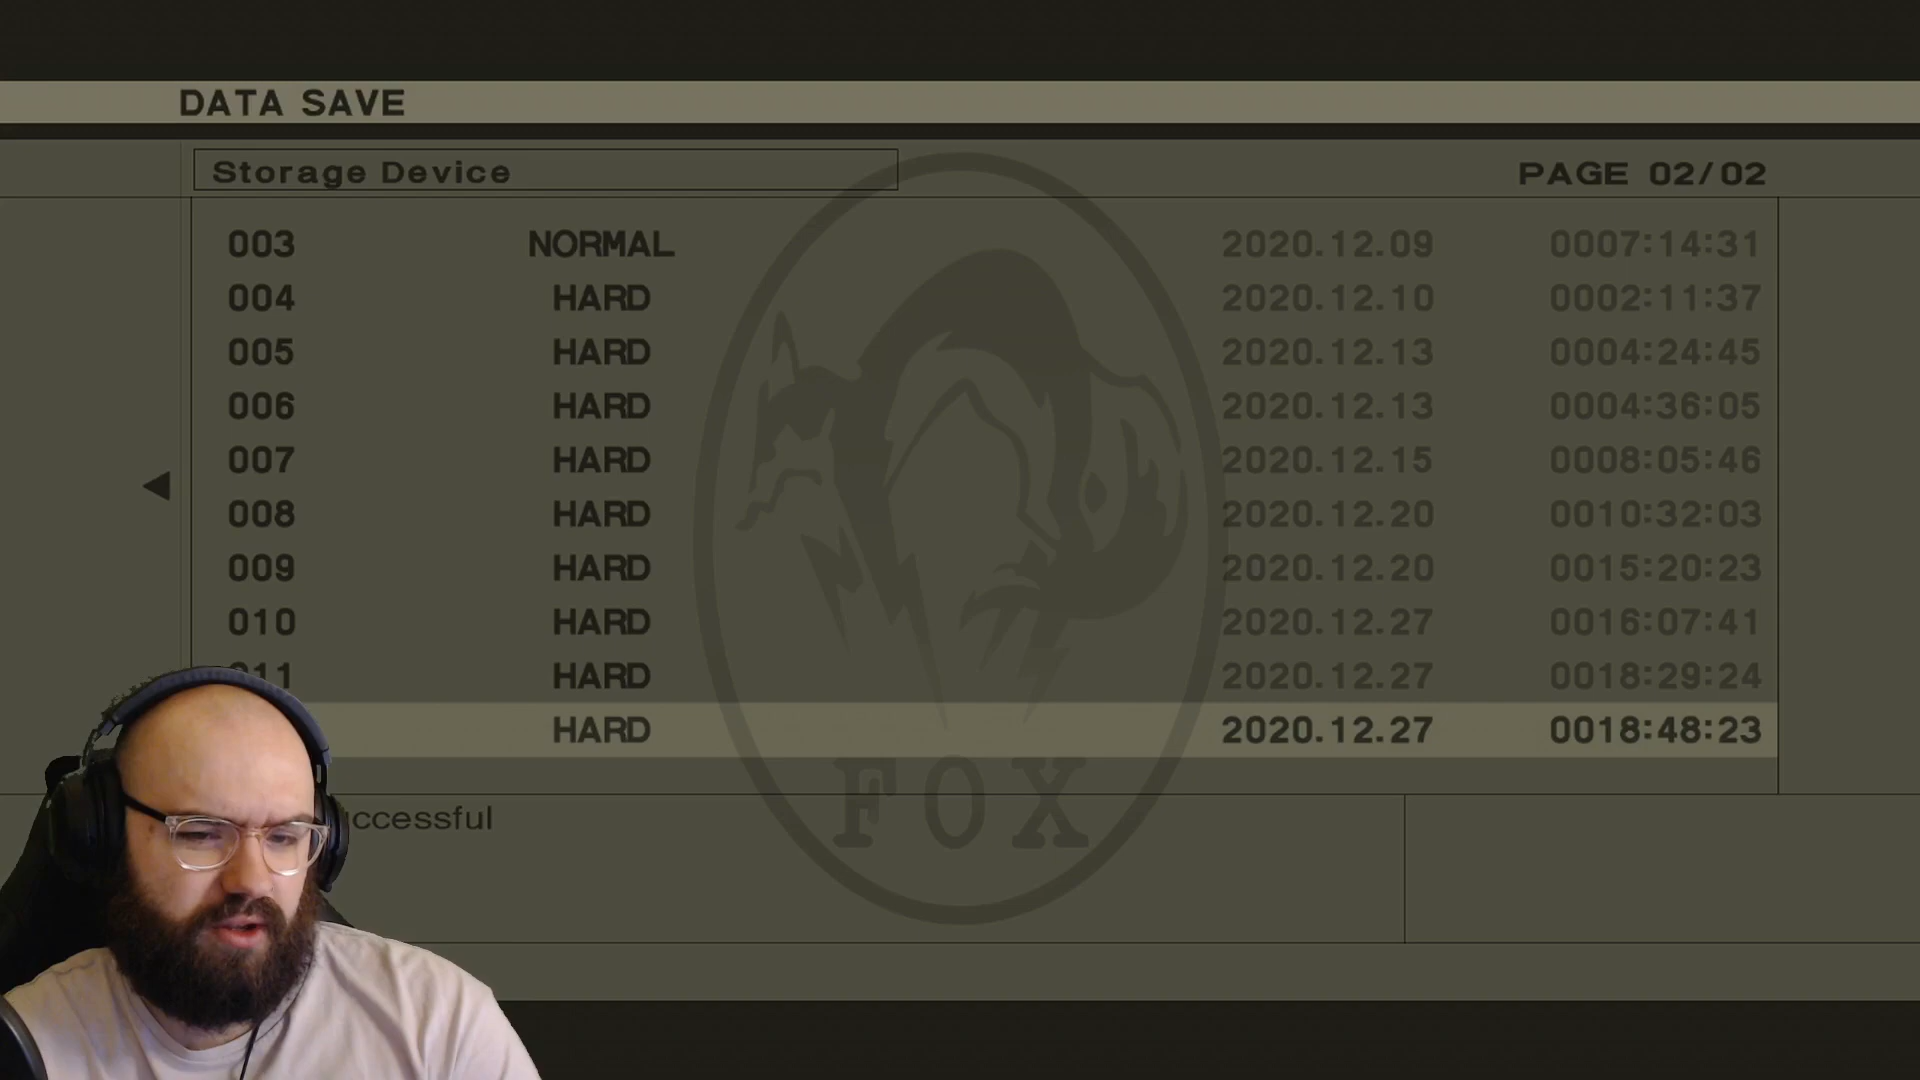 DATA SAVE
Storage Device PAGE 02/02
003 NORMAL 2020.12.09 0007:14:31
004 HARD 2020.12.10 0002:11:37
005 HARD 2020.12.13 0004:24:45
006 HARD 2020.12.13 0004:36:05
007 HARD 2020.12.15 0008:05:46
008 HARD 2020.12.20 0010:32:03
009 HARD 2020.12.20 0015:20:23
010 HARD 2020.12.27 0016:07:41
011 HARD 2020.12.27 0018:29:24
HARD 2020.12.27 0018:48:23
FOX